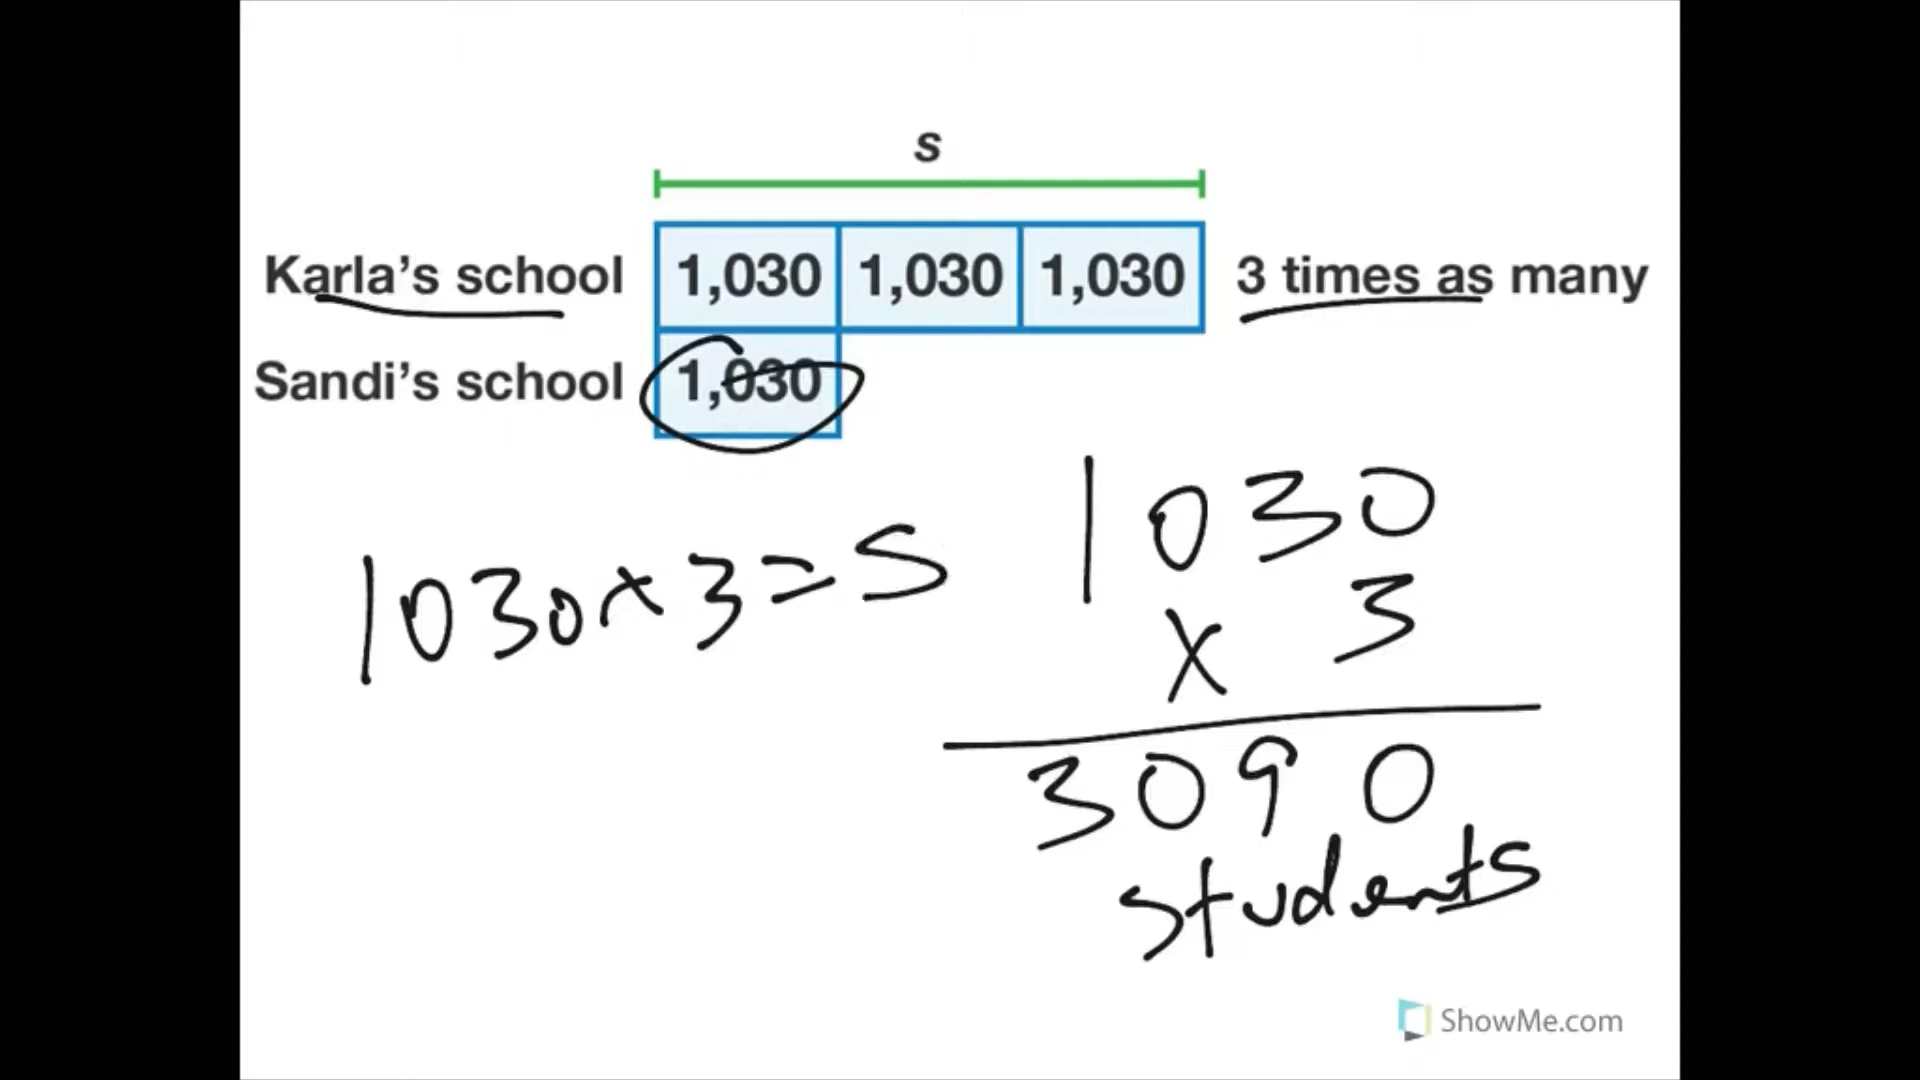 s
Karla's school 1,030 1,030 1,030 3 times as many
Sandi's school 1,030
1030
1030×3=S
× 3
3090
students
ShowMe.com